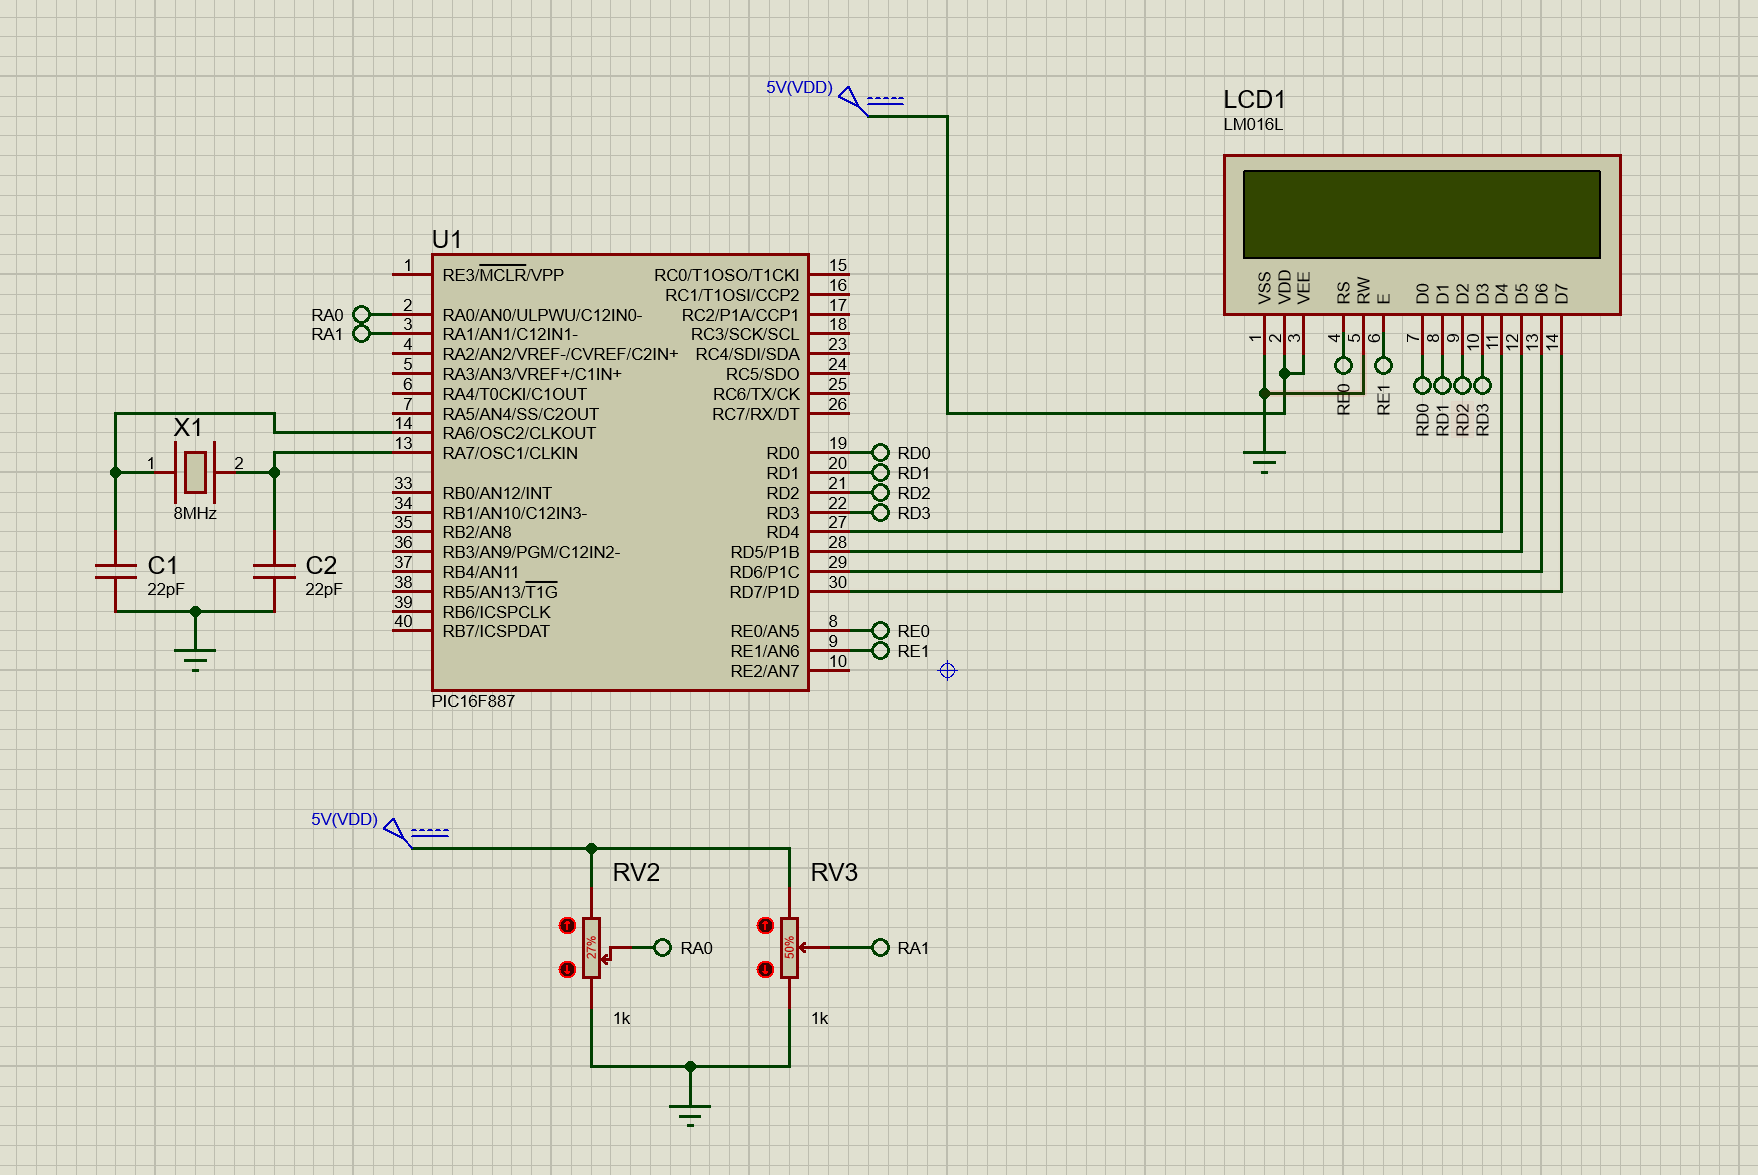 5V(VDD)
LCD1
LM016L
VSS
VDD
VEE
RS
RW
E
D0
D1
D2
D3
D4
D5
D6
D7
1
2
3
4
5
6
7
8
9
10
11
12
13
14
RE0
RE1
RD0
RD1
RD2
RD3
U1
1 RE3/MCLR/VPP
RA0 2 RA0/AN0/ULPWU/C12IN0-
RA1 3 RA1/AN1/C12IN1-
4 RA2/AN2/VREF-/CVREF/C2IN+
5 RA3/AN3/VREF+/C1IN+
6 RA4/T0CKI/C1OUT
7 RA5/AN4/SS/C2OUT
14 RA6/OSC2/CLKOUT
13 RA7/OSC1/CLKIN
33 RB0/AN12/INT
34 RB1/AN10/C12IN3-
35 RB2/AN8
36 RB3/AN9/PGM/C12IN2-
37 RB4/AN11
38 RB5/AN13/T1G
39 RB6/ICSPCLK
40 RB7/ICSPDAT
RC0/T1OSO/T1CKI 15
RC1/T1OSI/CCP2 16
RC2/P1A/CCP1 17
RC3/SCK/SCL 18
RC4/SDI/SDA 23
RC5/SDO 24
RC6/TX/CK 25
RC7/RX/DT 26
RD0 19 RD0
RD1 20 RD1
RD2 21 RD2
RD3 22 RD3
RD4 27
RD5/P1B 28
RD6/P1C 29
RD7/P1D 30
RE0/AN5 8 RE0
RE1/AN6 9 RE1
RE2/AN7 10
PIC16F887
X1
1 2
8MHz
C1
22pF
C2
22pF
5V(VDD)
RV2
27%
RA0
1k
RV3
50%
RA1
1k